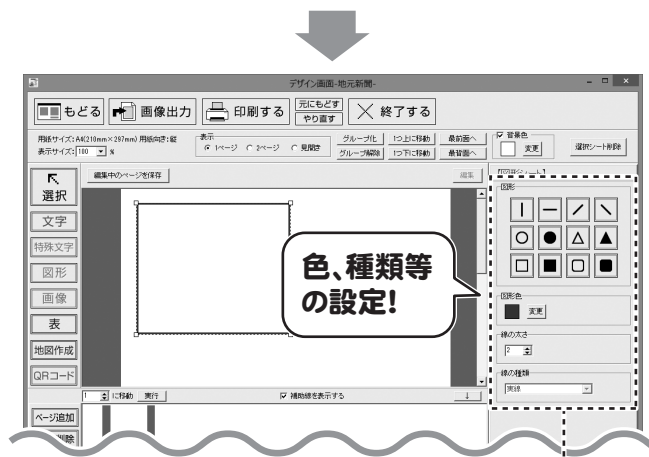 デザイン画面-地元新聞-
もどる 画像出力 印刷する 元にもどす 終了する
やり直す
用紙サイズ:A4(210mm×297mm) 用紙向き:縦
表示サイズ: 100 %
表示
1ページ 2ページ 見開き
グループ化 1つ上に移動 最前面へ
グループ解除 1つ下に移動 最背面へ
背景色
変更
選択シート削除
選択
文字
特殊文字
図形
画像
表
地図作成
QRコード
ページ追加
編集中のページを保存 編集
色、種類等
の設定!
1 に移動 実行 補助線を表示する ↓
図形
図形色
変更
線の太さ
2
線の種類
実線